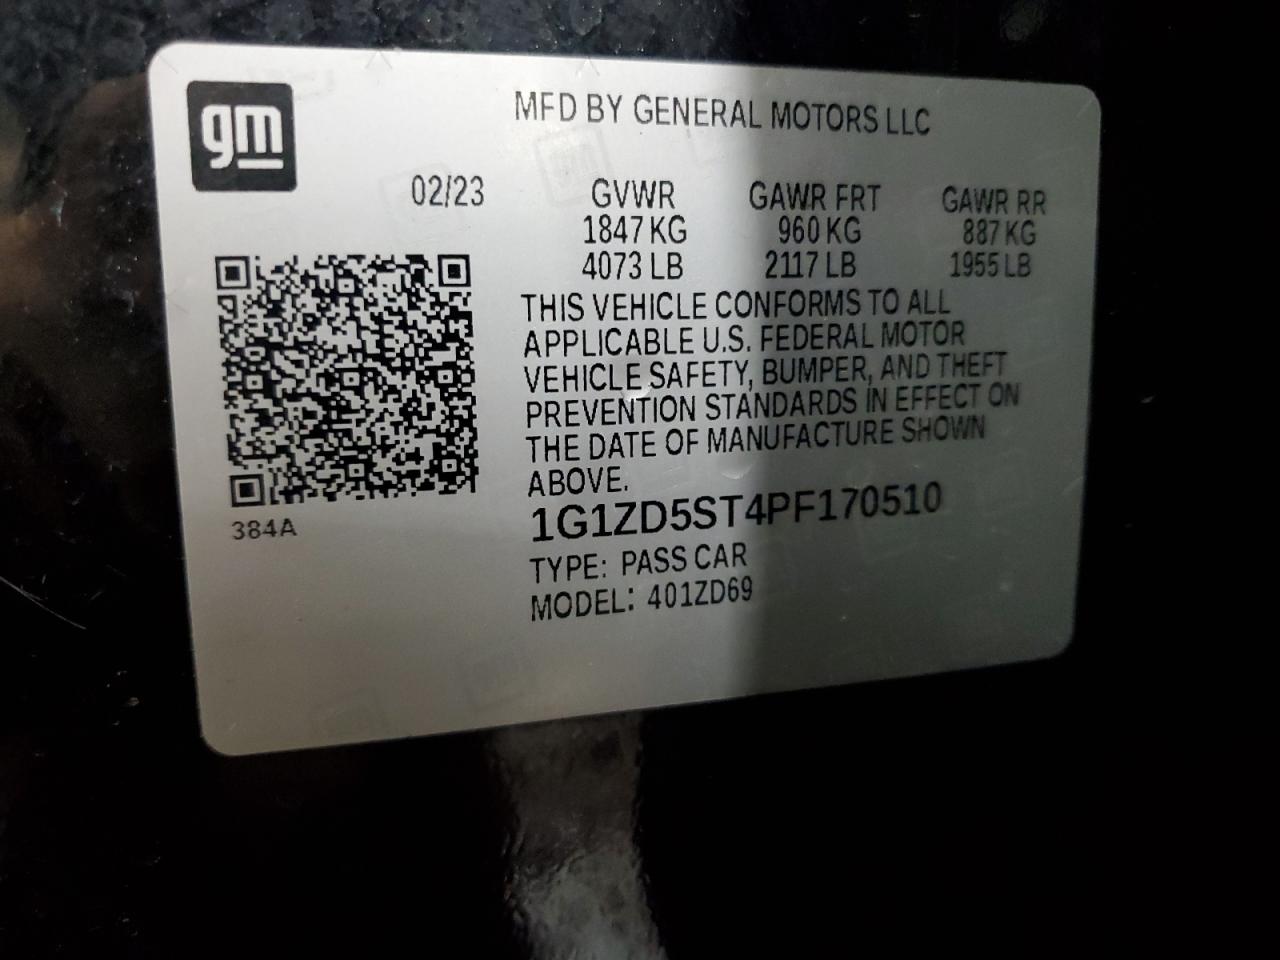 gm
MFD BY GENERAL MOTORS LLC
02/23 GVWR GAWR FRT GAWR RR
1847 KG 960 KG 887 KG
4073 LB 2117 LB 1955 LB
THIS VEHICLE CONFORMS TO ALL
APPLICABLE U.S. FEDERAL MOTOR
VEHICLE SAFETY, BUMPER, AND THEFT
PREVENTION STANDARDS IN EFFECT ON
THE DATE OF MANUFACTURE SHOWN
ABOVE.
384A
1G1ZD5ST4PF170510
TYPE: PASS CAR
MODEL: 401ZD69